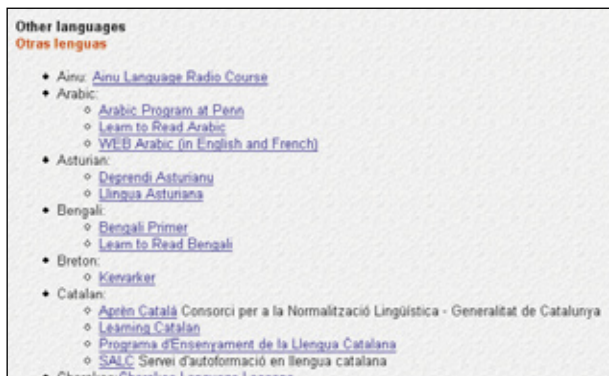 Other languages
Otras lenguas
Ainu: Ainu Language Radio Course
Arabic:
Arabic Program at Penn
Learn to Read Arabic
WEB Arabic (in English and French)
Asturian:
Deprendi Asturianu
Llingua Asturiana
Bengali:
Bengali Primer
Learn to Read Bengali
Breton:
Kervarker
Catalan:
Aprèn Català Consorci per a la Normalització Lingüística - Generalitat de Catalunya
Learning Catalan
Programa d'Ensenyament de la Llengua Catalana
SALC Servei d'autoformació en llengua catalana